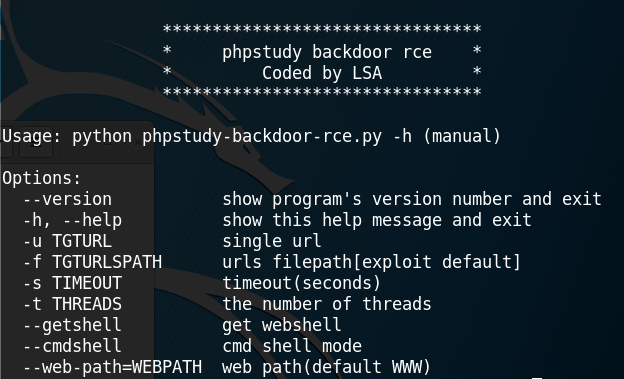 ********************************
*     phpstudy backdoor rce    *
*         Coded by LSA         *
********************************
Usage: python phpstudy-backdoor-rce.py -h (manual)
Options:
  --version           show program's version number and exit
  -h, --help          show this help message and exit
  -u TGTURL           single url
  -f TGTURLSPATH      urls filepath[exploit default]
  -s TIMEOUT          timeout(seconds)
  -t THREADS          the number of threads
  --getshell          get webshell
  --cmdshell          cmd shell mode
  --web-path=WEBPATH  web path(default WWW)